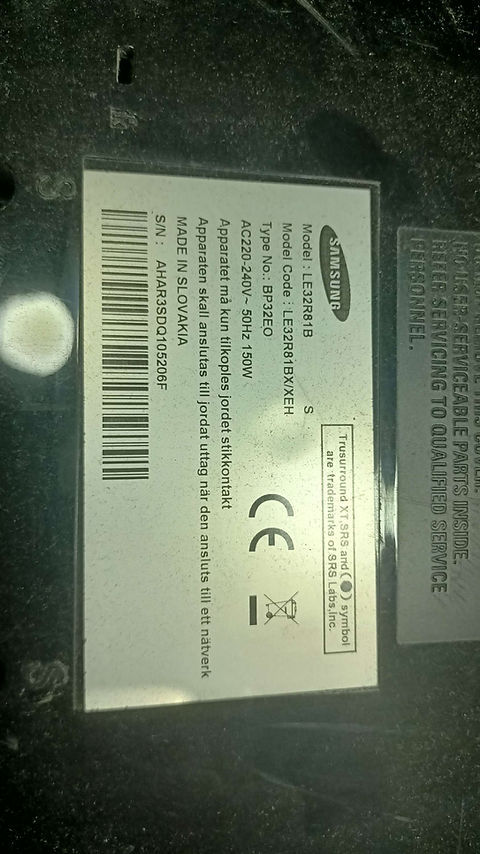 NO USER-SERVICEABLE PARTS INSIDE.
REFER SERVICING TO QUALIFIED SERVICE
PERSONNEL.
SAMSUNG
Trusurround XT,SRS and (●) symbol
are trademarks of SRS Labs,Inc.
Model : LE32R81B S
Model Code : LE32R81BX/XEH
Type No.: BP32EO
AC220-240V~ 50Hz 150W
Apparatet må kun tilkoples jordet stikkontakt
Apparaten skall anslutas till jordat uttag när den ansluts till ett nätverk
MADE IN SLOVAKIA
S/N : AHAR3SDQ105206F